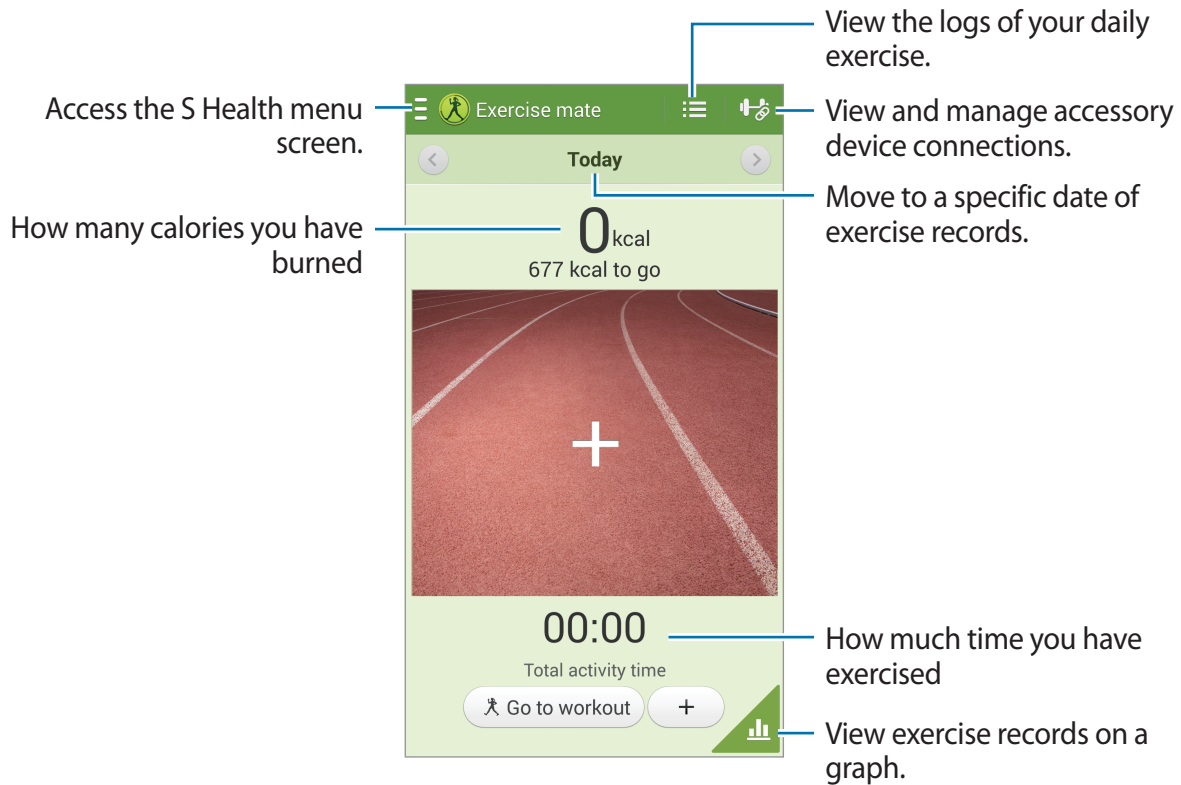 View the logs of your daily
exercise.
Access the S Health menu
screen.
Exercise mate
View and manage accessory
device connections.
Today
Move to a specific date of
exercise records.
How many calories you have
burned
0 kcal
677 kcal to go
+
00:00
How much time you have
exercised
Total activity time
Go to workout
+
View exercise records on a
graph.